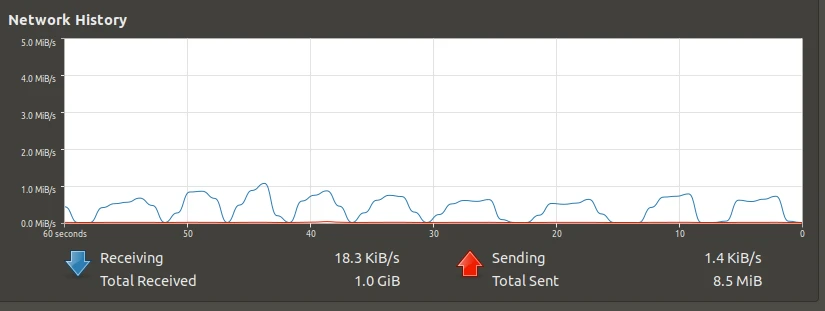 Network History
5.0 MiB/s
4.0 MiB/s
3.0 MiB/s
2.0 MiB/s
1.0 MiB/s
0.0 MiB/s
60 seconds 50 40 30 20 10 0
Receiving 18.3 KiB/s Sending 1.4 KiB/s
Total Received 1.0 GiB Total Sent 8.5 MiB